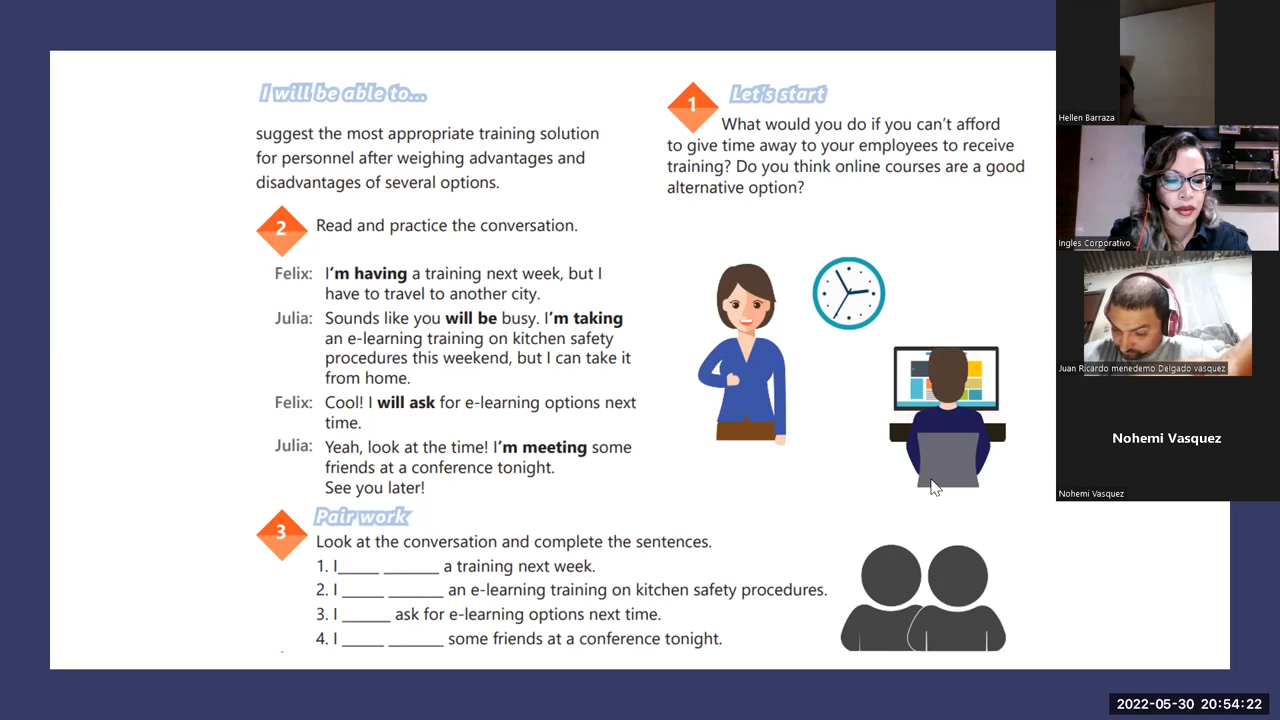 I will be able to...
suggest the most appropriate training solution
for personnel after weighing advantages and
disadvantages of several options.
1
Let's start
What would you do if you can't afford
to give time away to your employees to receive
training? Do you think online courses are a good
alternative option?
2
Read and practice the conversation.
Felix: I'm having a training next week, but I
have to travel to another city.
Julia: Sounds like you will be busy. I'm taking
an e-learning training on kitchen safety
procedures this weekend, but I can take it
from home.
Felix: Cool! I will ask for e-learning options next
time.
Julia: Yeah, look at the time! I'm meeting some
friends at a conference tonight.
See you later!
3
Pair work
Look at the conversation and complete the sentences.
1. I_____ _______ a training next week.
2. I _____ _______ an e-learning training on kitchen safety procedures.
3. I ______ ask for e-learning options next time.
4. I _____ _______ some friends at a conference tonight.
Hellen Barraza
Ingles Corporativo
Juan Ricardo menedemo Delgado vasquez
Nohemi Vasquez
Nohemi Vasquez
2022-05-30 20:54:22